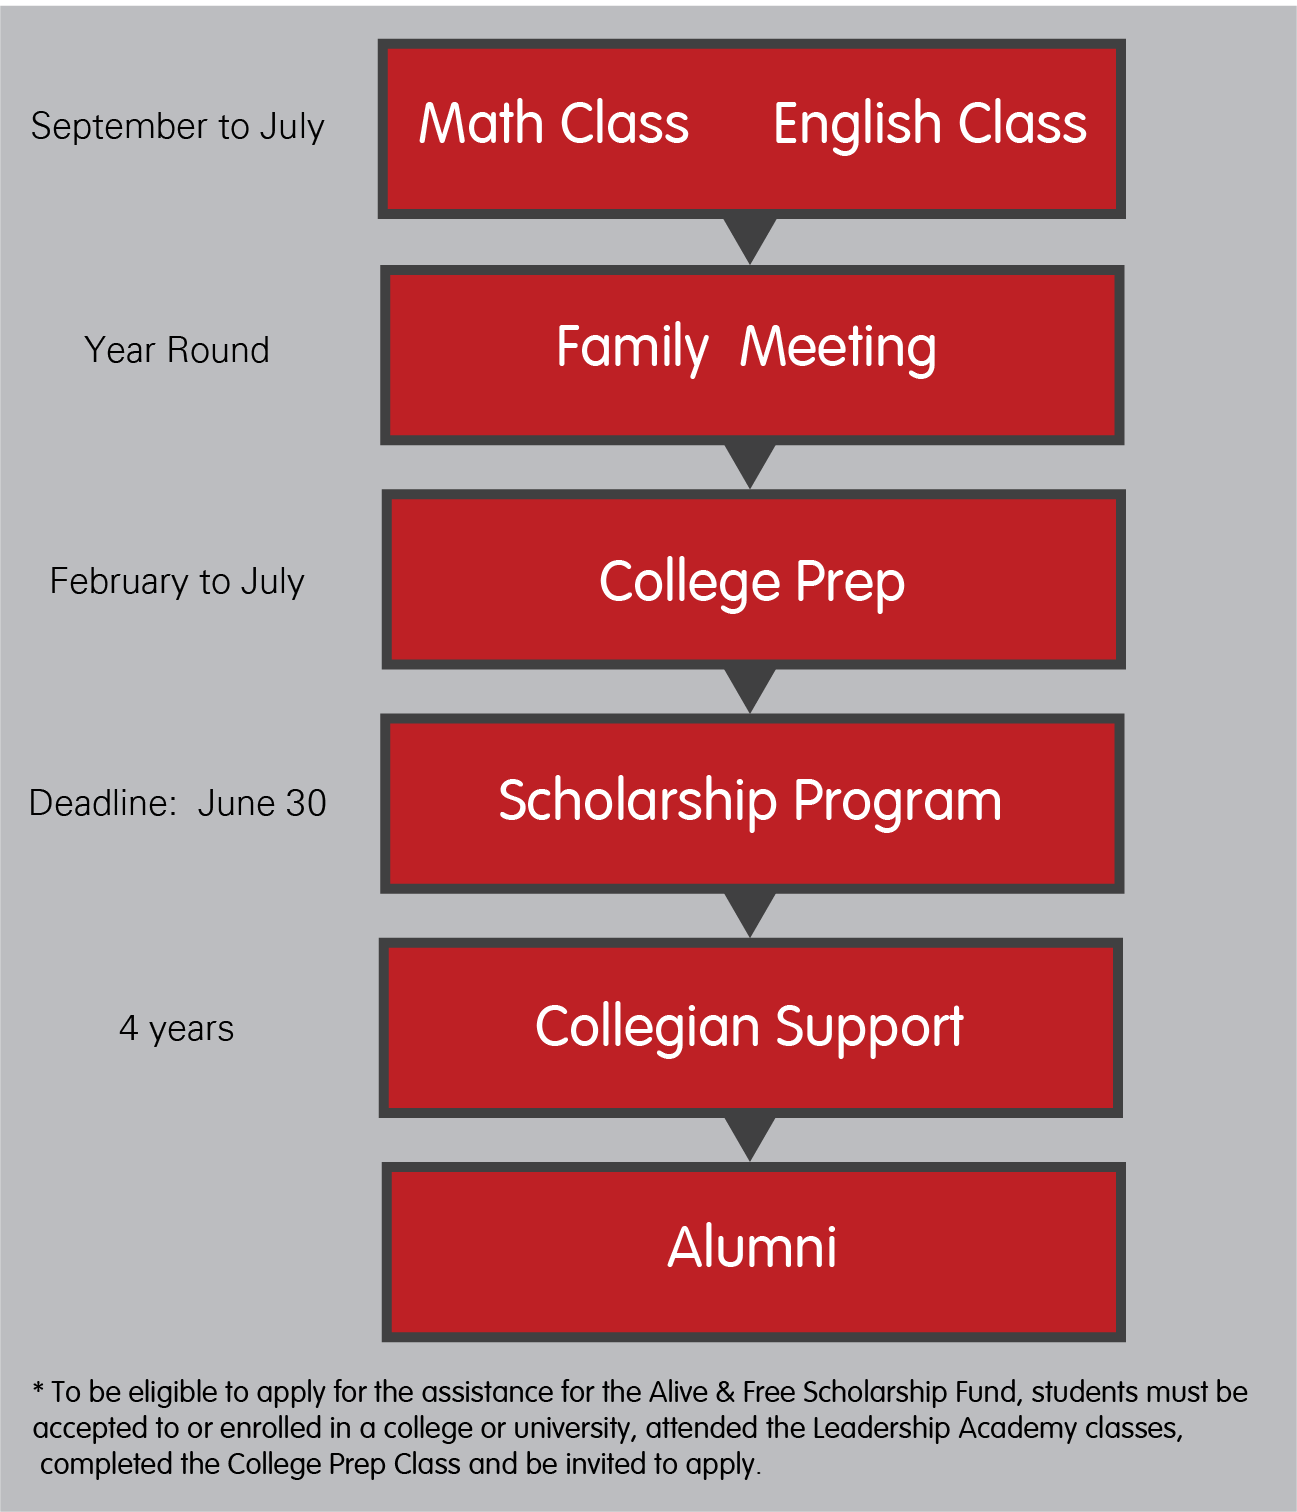 September to July Math Class English Class
Year Round Family Meeting
February to July College Prep
Deadline: June 30 Scholarship Program
4 years Collegian Support
Alumni
* To be eligible to apply for the assistance for the Alive & Free Scholarship Fund, students must be
accepted to or enrolled in a college or university, attended the Leadership Academy classes,
completed the College Prep Class and be invited to apply.